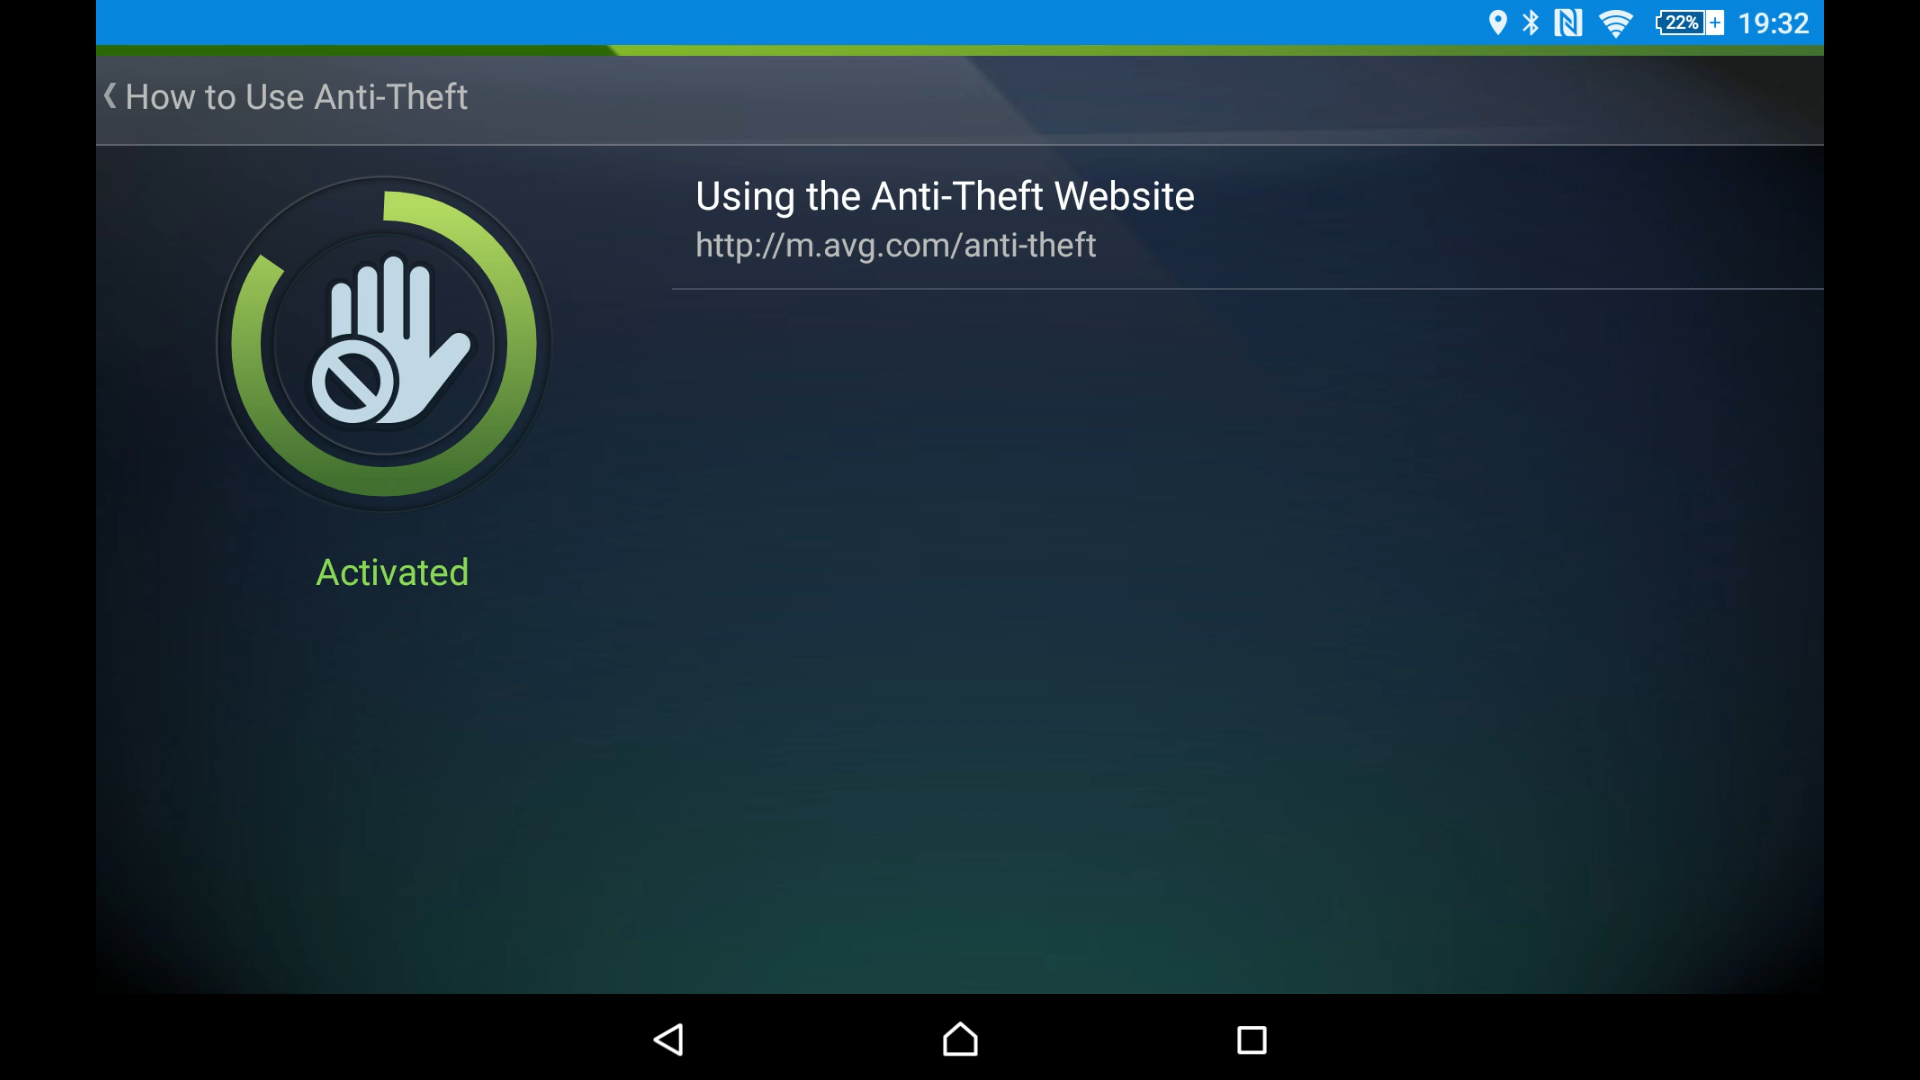 22% 19:32
How to Use Anti-Theft
Using the Anti-Theft Website
http://m.avg.com/anti-theft
Activated